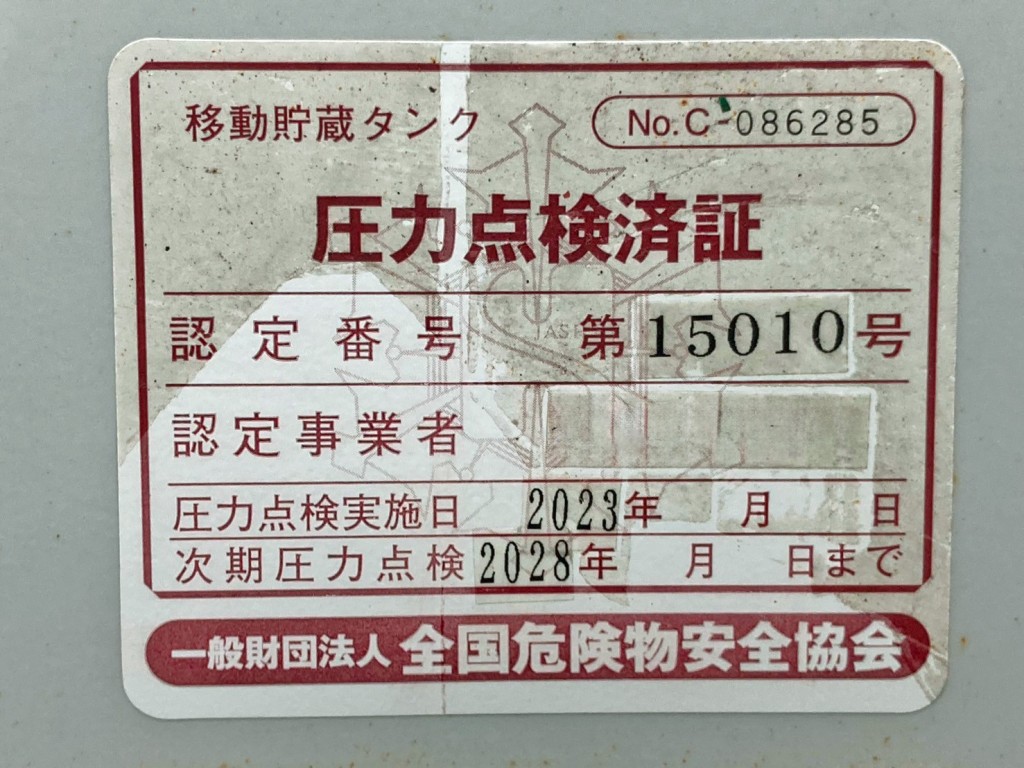 移動貯蔵タンク
No.C-086285
圧力点検済証
認定番号 第15010号
認定事業者
圧力点検実施日 2023年 月 日
次期圧力点検 2028年 月 日まで
一般財団法人 全国危険物安全協会